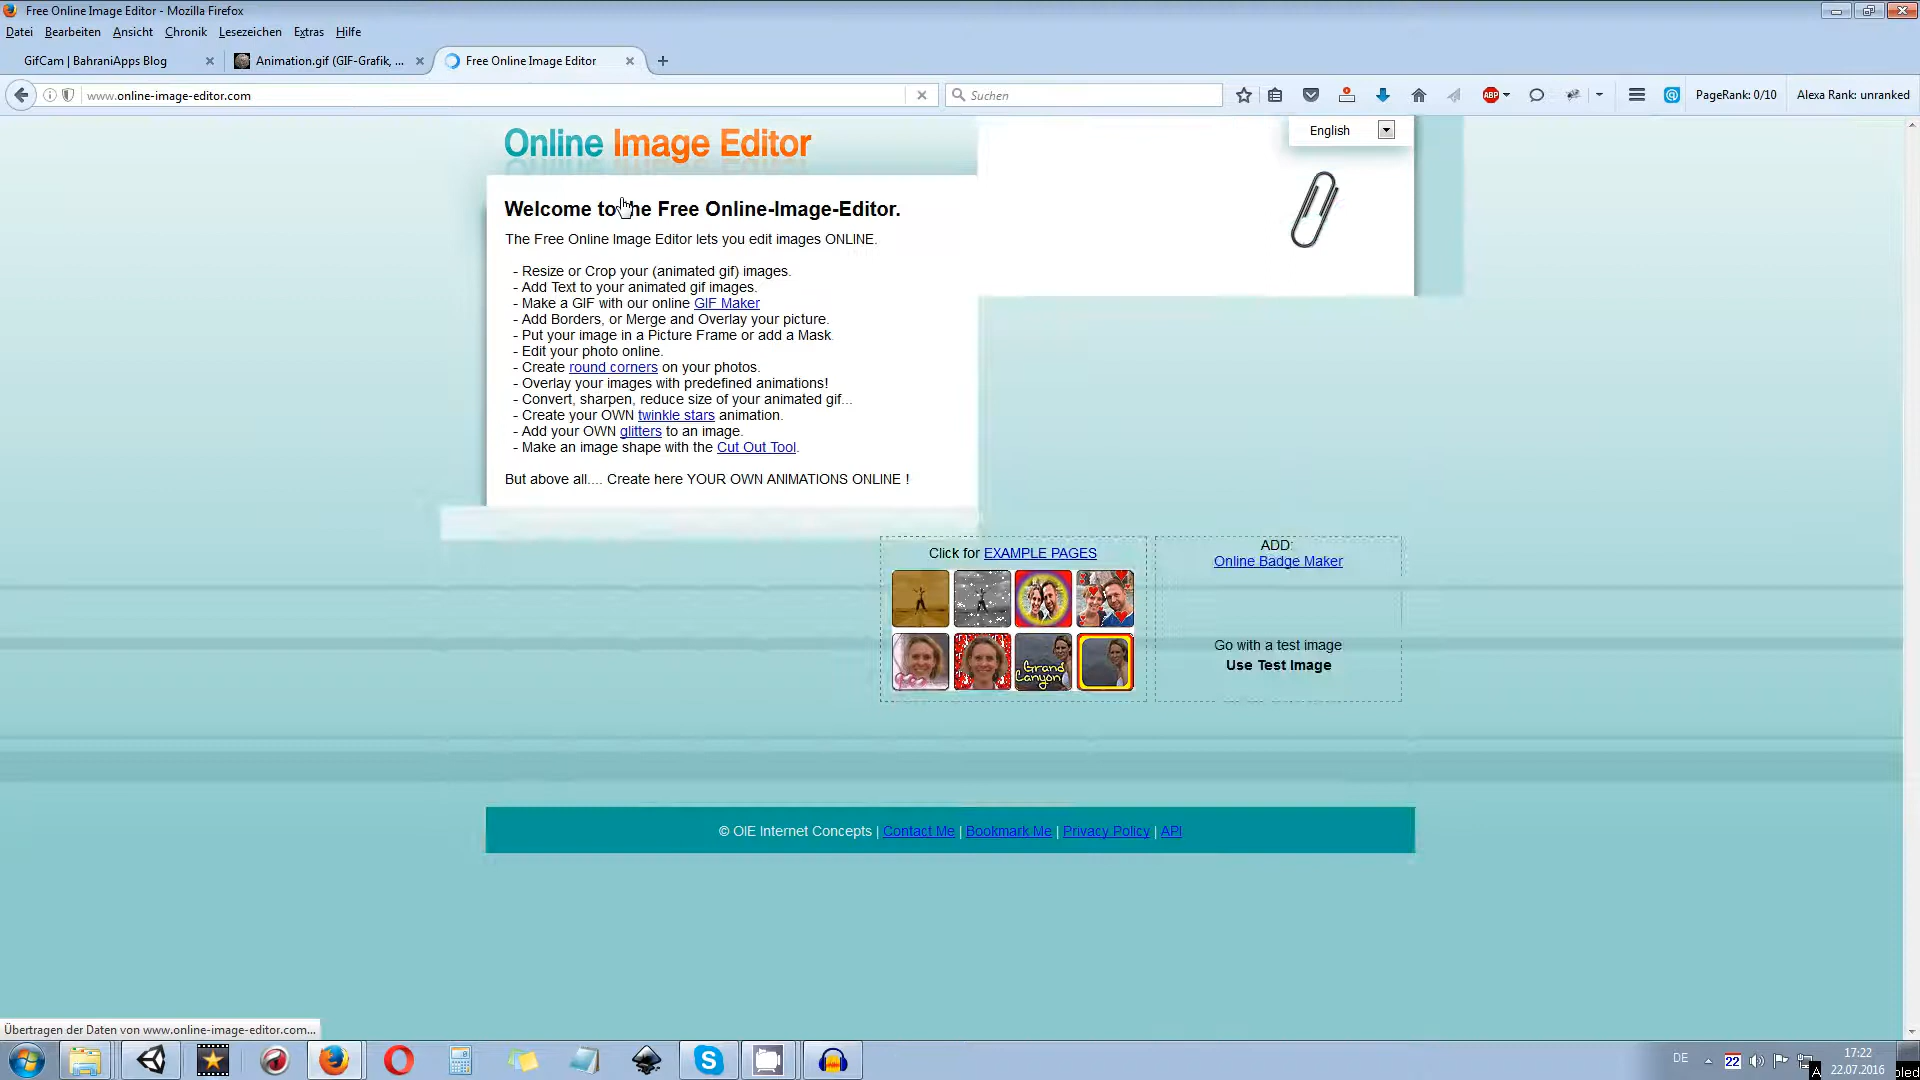 Free Online Image Editor - Mozilla Firefox
Datei Bearbeiten Ansicht Chronik Lesezeichen Extras Hilfe
GifCam | BahraniApps Blog
Animation.gif (GIF-Grafik, ...
Free Online Image Editor
www.online-image-editor.com
Suchen
ABP
PageRank: 0/10
Alexa Rank: unranked
Online Image Editor
English
Welcome to the Free Online-Image-Editor.
The Free Online Image Editor lets you edit images ONLINE.
- Resize or Crop your (animated gif) images.
- Add Text to your animated gif images.
- Make a GIF with our online GIF Maker
- Add Borders, or Merge and Overlay your picture.
- Put your image in a Picture Frame or add a Mask.
- Edit your photo online.
- Create round corners on your photos.
- Overlay your images with predefined animations!
- Convert, sharpen, reduce size of your animated gif...
- Create your OWN twinkle stars animation.
- Add your OWN glitters to an image.
- Make an image shape with the Cut Out Tool.
But above all.... Create here YOUR OWN ANIMATIONS ONLINE !
Click for EXAMPLE PAGES
Grand
Canyon
ADD:
Online Badge Maker
Go with a test image
Use Test Image
© OIE Internet Concepts | Contact Me | Bookmark Me | Privacy Policy | API
Übertragen der Daten von www.online-image-editor.com...
DE
22
17:22
22.07.2016